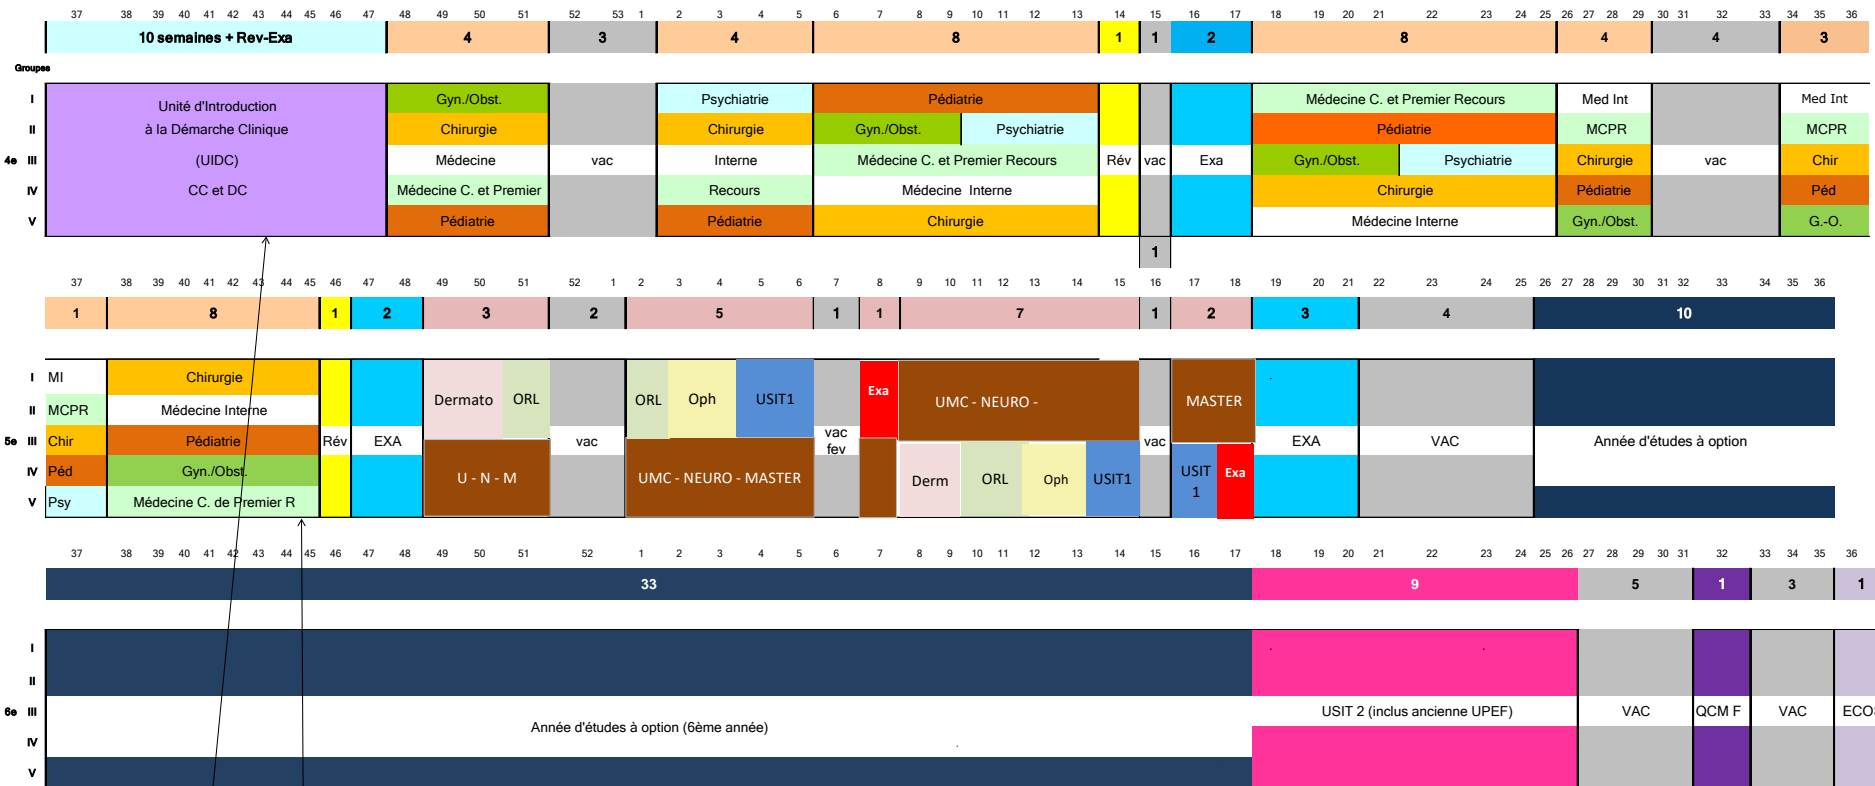 37 38 39 40 41 42 43 44 45 46 47 48 49 50 51 52 53 1 2 3 4 5 6 7 8 9 10 11 12 13 14 15 16 17 18 19 20 21 22 23 24 25 26 27 28 29 30 31 32 33 34 35 36
10 semaines + Rev-Exa 4 3 4 8 1 1 2 8 4 4 3
Groupes
I Unité d'Introduction Gyn./Obst. Psychiatrie Pédiatrie Médecine C. et Premier Recours Med Int Med Int
II à la Démarche Clinique Chirurgie Chirurgie Gyn./Obst. Psychiatrie Pédiatrie MCPR MCPR
4e III (UIDC) Médecine vac Interne Médecine C. et Premier Recours Rév vac Exa Gyn./Obst. Psychiatrie Chirurgie vac Chir
IV CC et DC Médecine C. et Premier Recours Médecine Interne Chirurgie Pédiatrie Péd
V Pédiatrie Pédiatrie Chirurgie Médecine Interne Gyn./Obst. G.-O.
1
37 38 39 40 41 42 43 44 45 46 47 48 49 50 51 52 1 2 3 4 5 6 7 8 9 10 11 12 13 14 15 16 17 18 19 20 21 22 23 24 25 26 27 28 29 30 31 32 33 34 35 36
1 8 1 2 3 2 5 1 1 7 1 2 3 4 10
I MI Chirurgie
Dermato ORL ORL Oph USIT1 Exa UMC - NEURO - MASTER
II MCPR Médecine Interne
5e III Chir Pédiatrie Rév EXA vac vac fev vac EXA VAC Année d'études à option
IV Péd Gyn./Obst.
U - N - M UMC - NEURO - MASTER Derm ORL Oph USIT1 USIT 1 Exa
V Psy Médecine C. de Premier R
37 38 39 40 41 42 43 44 45 46 47 48 49 50 51 52 1 2 3 4 5 6 7 8 9 10 11 12 13 14 15 16 17 18 19 20 21 22 23 24 25 26 27 28 29 30 31 32 33 34 35 36
33 9 5 1 3 1
I
II
6e III USIT 2 (inclus ancienne UPEF) VAC QCM F VAC
Année d'études à option (6ème année)
IV
V